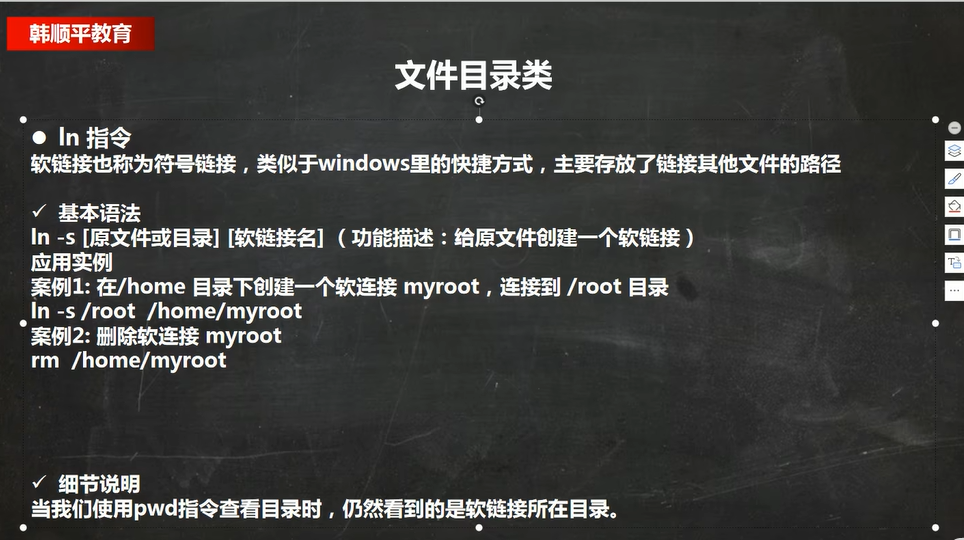 韩顺平教育
文件目录类
● ln 指令
软链接也称为符号链接，类似于windows里的快捷方式，主要存放了链接其他文件的路径
✓ 基本语法
ln -s [原文件或目录] [软链接名] （功能描述：给原文件创建一个软链接）
应用实例
案例1: 在/home 目录下创建一个软连接 myroot，连接到 /root 目录
ln -s /root  /home/myroot
案例2: 删除软连接 myroot
rm  /home/myroot
✓ 细节说明
当我们使用pwd指令查看目录时，仍然看到的是软链接所在目录。